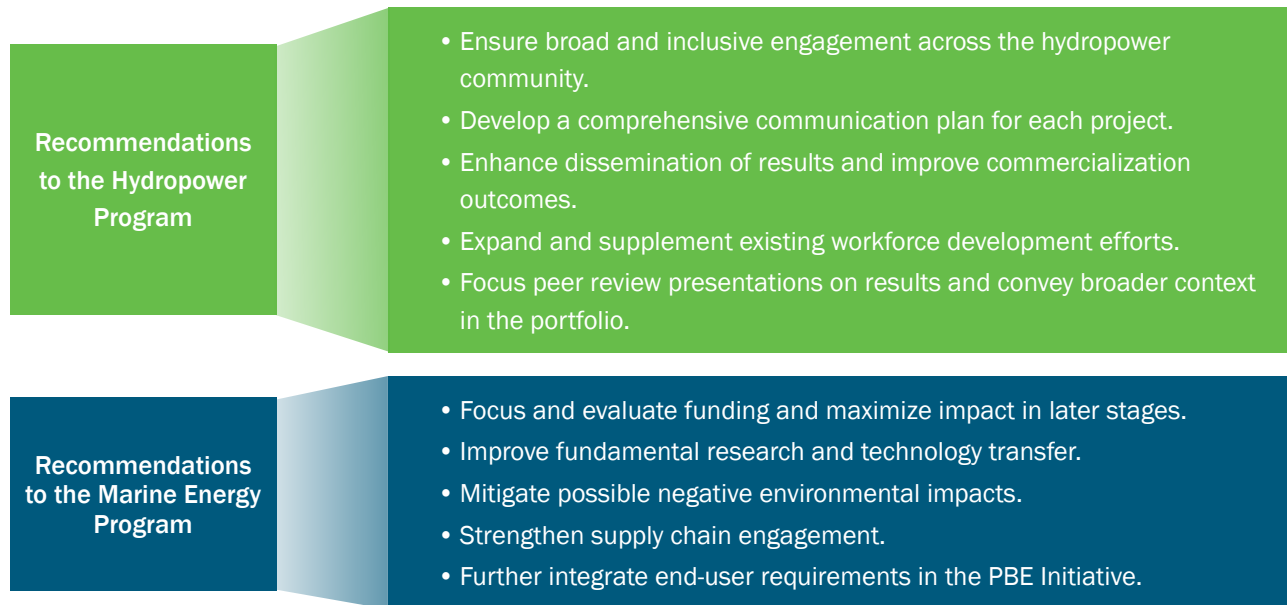 Recommendations
to the Hydropower
Program
• Ensure broad and inclusive engagement across the hydropower
community.
• Develop a comprehensive communication plan for each project.
• Enhance dissemination of results and improve commercialization
outcomes.
• Expand and supplement existing workforce development efforts.
• Focus peer review presentations on results and convey broader context
in the portfolio.
Recommendations
to the Marine Energy
Program
• Focus and evaluate funding and maximize impact in later stages.
• Improve fundamental research and technology transfer.
• Mitigate possible negative environmental impacts.
• Strengthen supply chain engagement.
• Further integrate end-user requirements in the PBE Initiative.